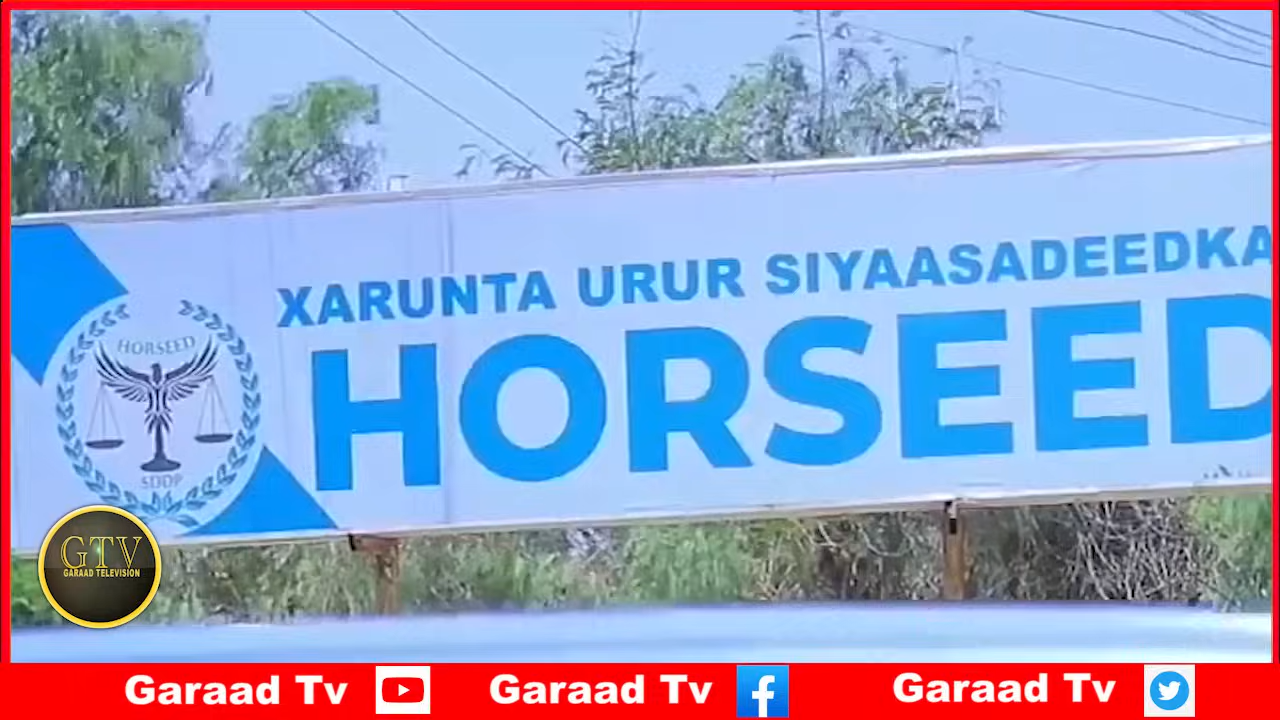 XARUNTA URUR SIYAASADEEDKA
HORSEED
HORSEED
SDDP
GTV
GARAAD TELEVISION
Garaad Tv
Garaad Tv
Garaad Tv